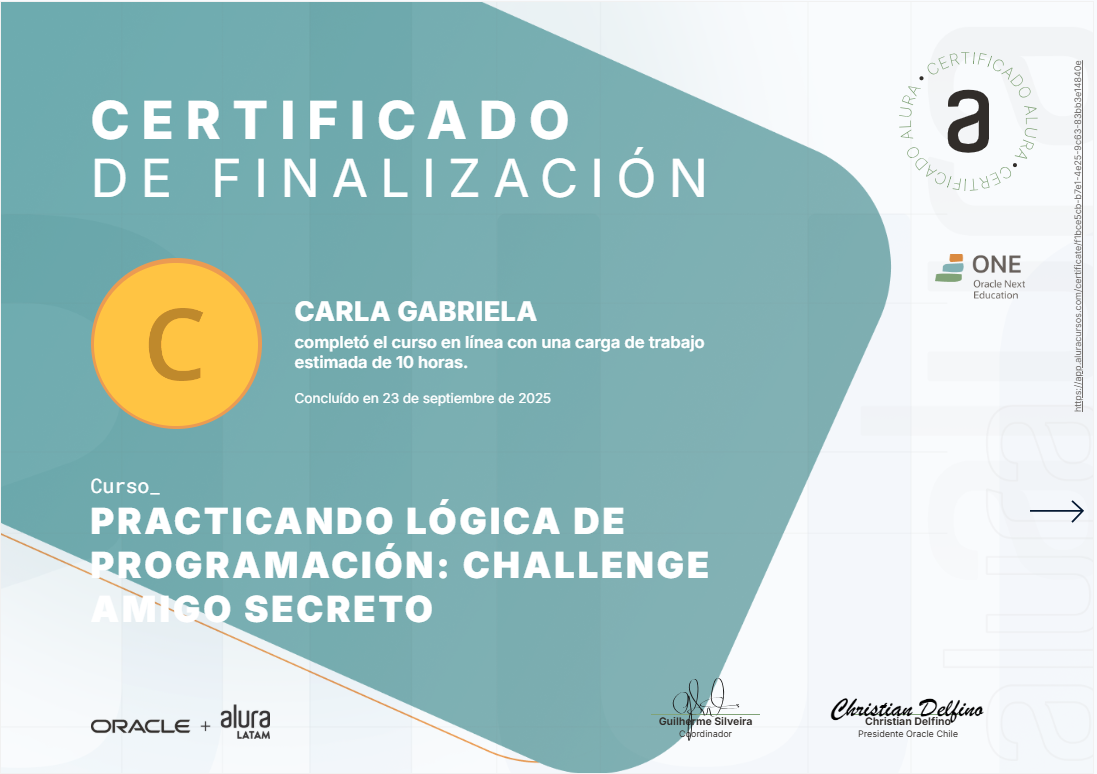 CERTIFICADO
DE FINALIZACIÓN
CERTIFICADO ALURA • CERTIFICADO ALURA •
a
https://app.aluracursos.com/certificate/f1bce5cb-b7e1-4e25-9c63-83bb3e14840e
ONE
Oracle Next
Education
C
CARLA GABRIELA
completó el curso en línea con una carga de trabajo
estimada de 10 horas.
Concluído en 23 de septiembre de 2025
Curso_
PRACTICANDO LÓGICA DE
PROGRAMACIÓN: CHALLENGE
AMIGO SECRETO
ORACLE + alura
LATAM
Guilherme Silveira
Coordinador
Christian Delfino
Christian Delfino
Presidente Oracle Chile
alura